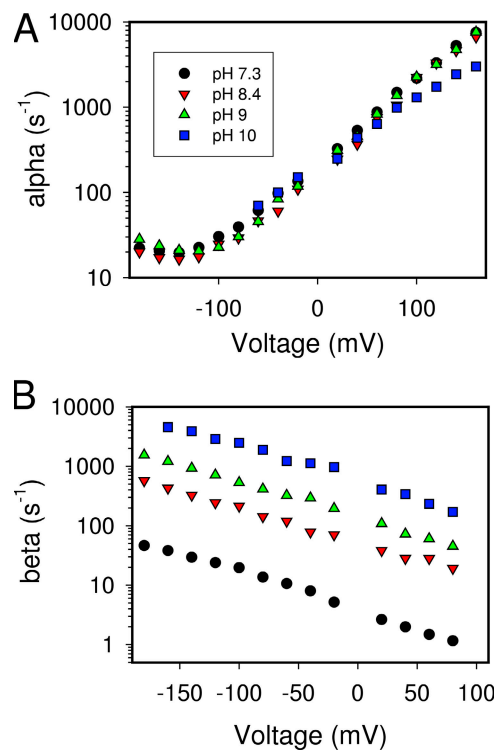 A
10000
1000
100
10
alpha (s-1)
pH 7.3
pH 8.4
pH 9
pH 10
-100
0
100
Voltage (mV)
B
10000
1000
100
10
1
beta (s-1)
-150
-100
-50
0
50
100
Voltage (mV)